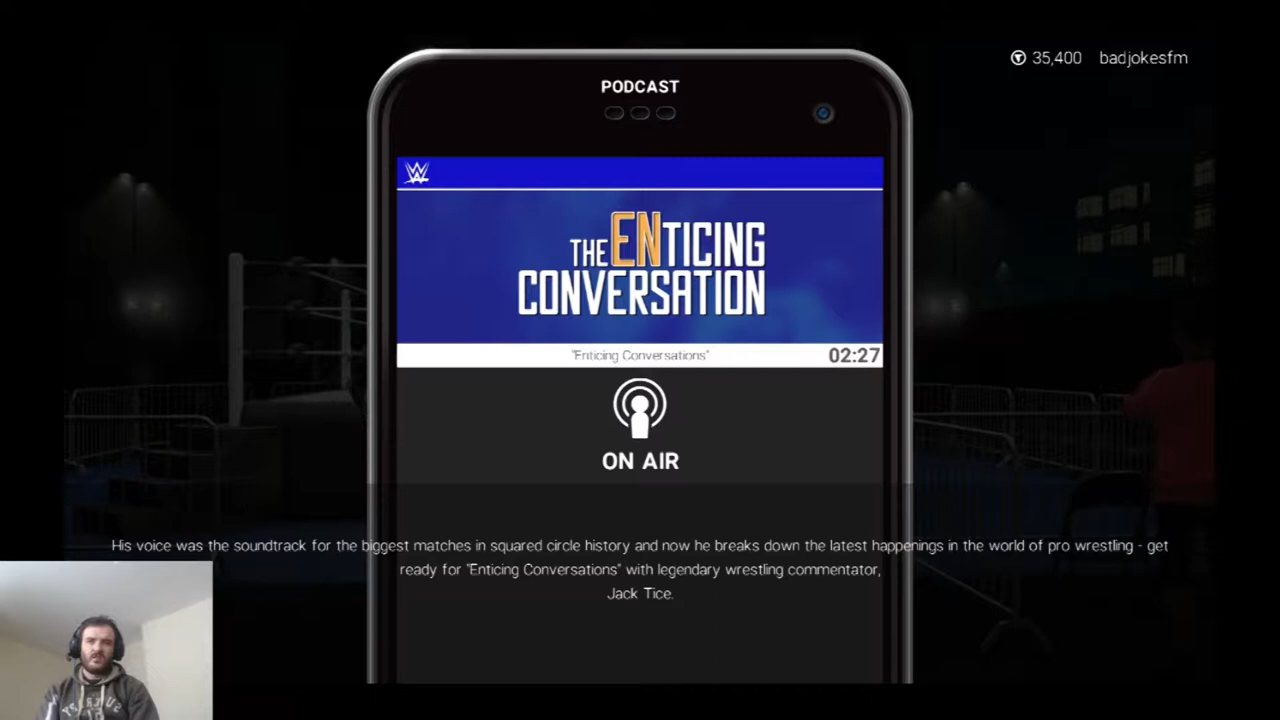 35,400 badjokesfm
PODCAST
THE ENTICING
CONVERSATION
"Enticing Conversations" 02:27
ON AIR
His voice was the soundtrack for the biggest matches in squared circle history and now he breaks down the latest happenings in the world of pro wrestling - get
ready for "Enticing Conversations" with legendary wrestling commentator,
Jack Tice.